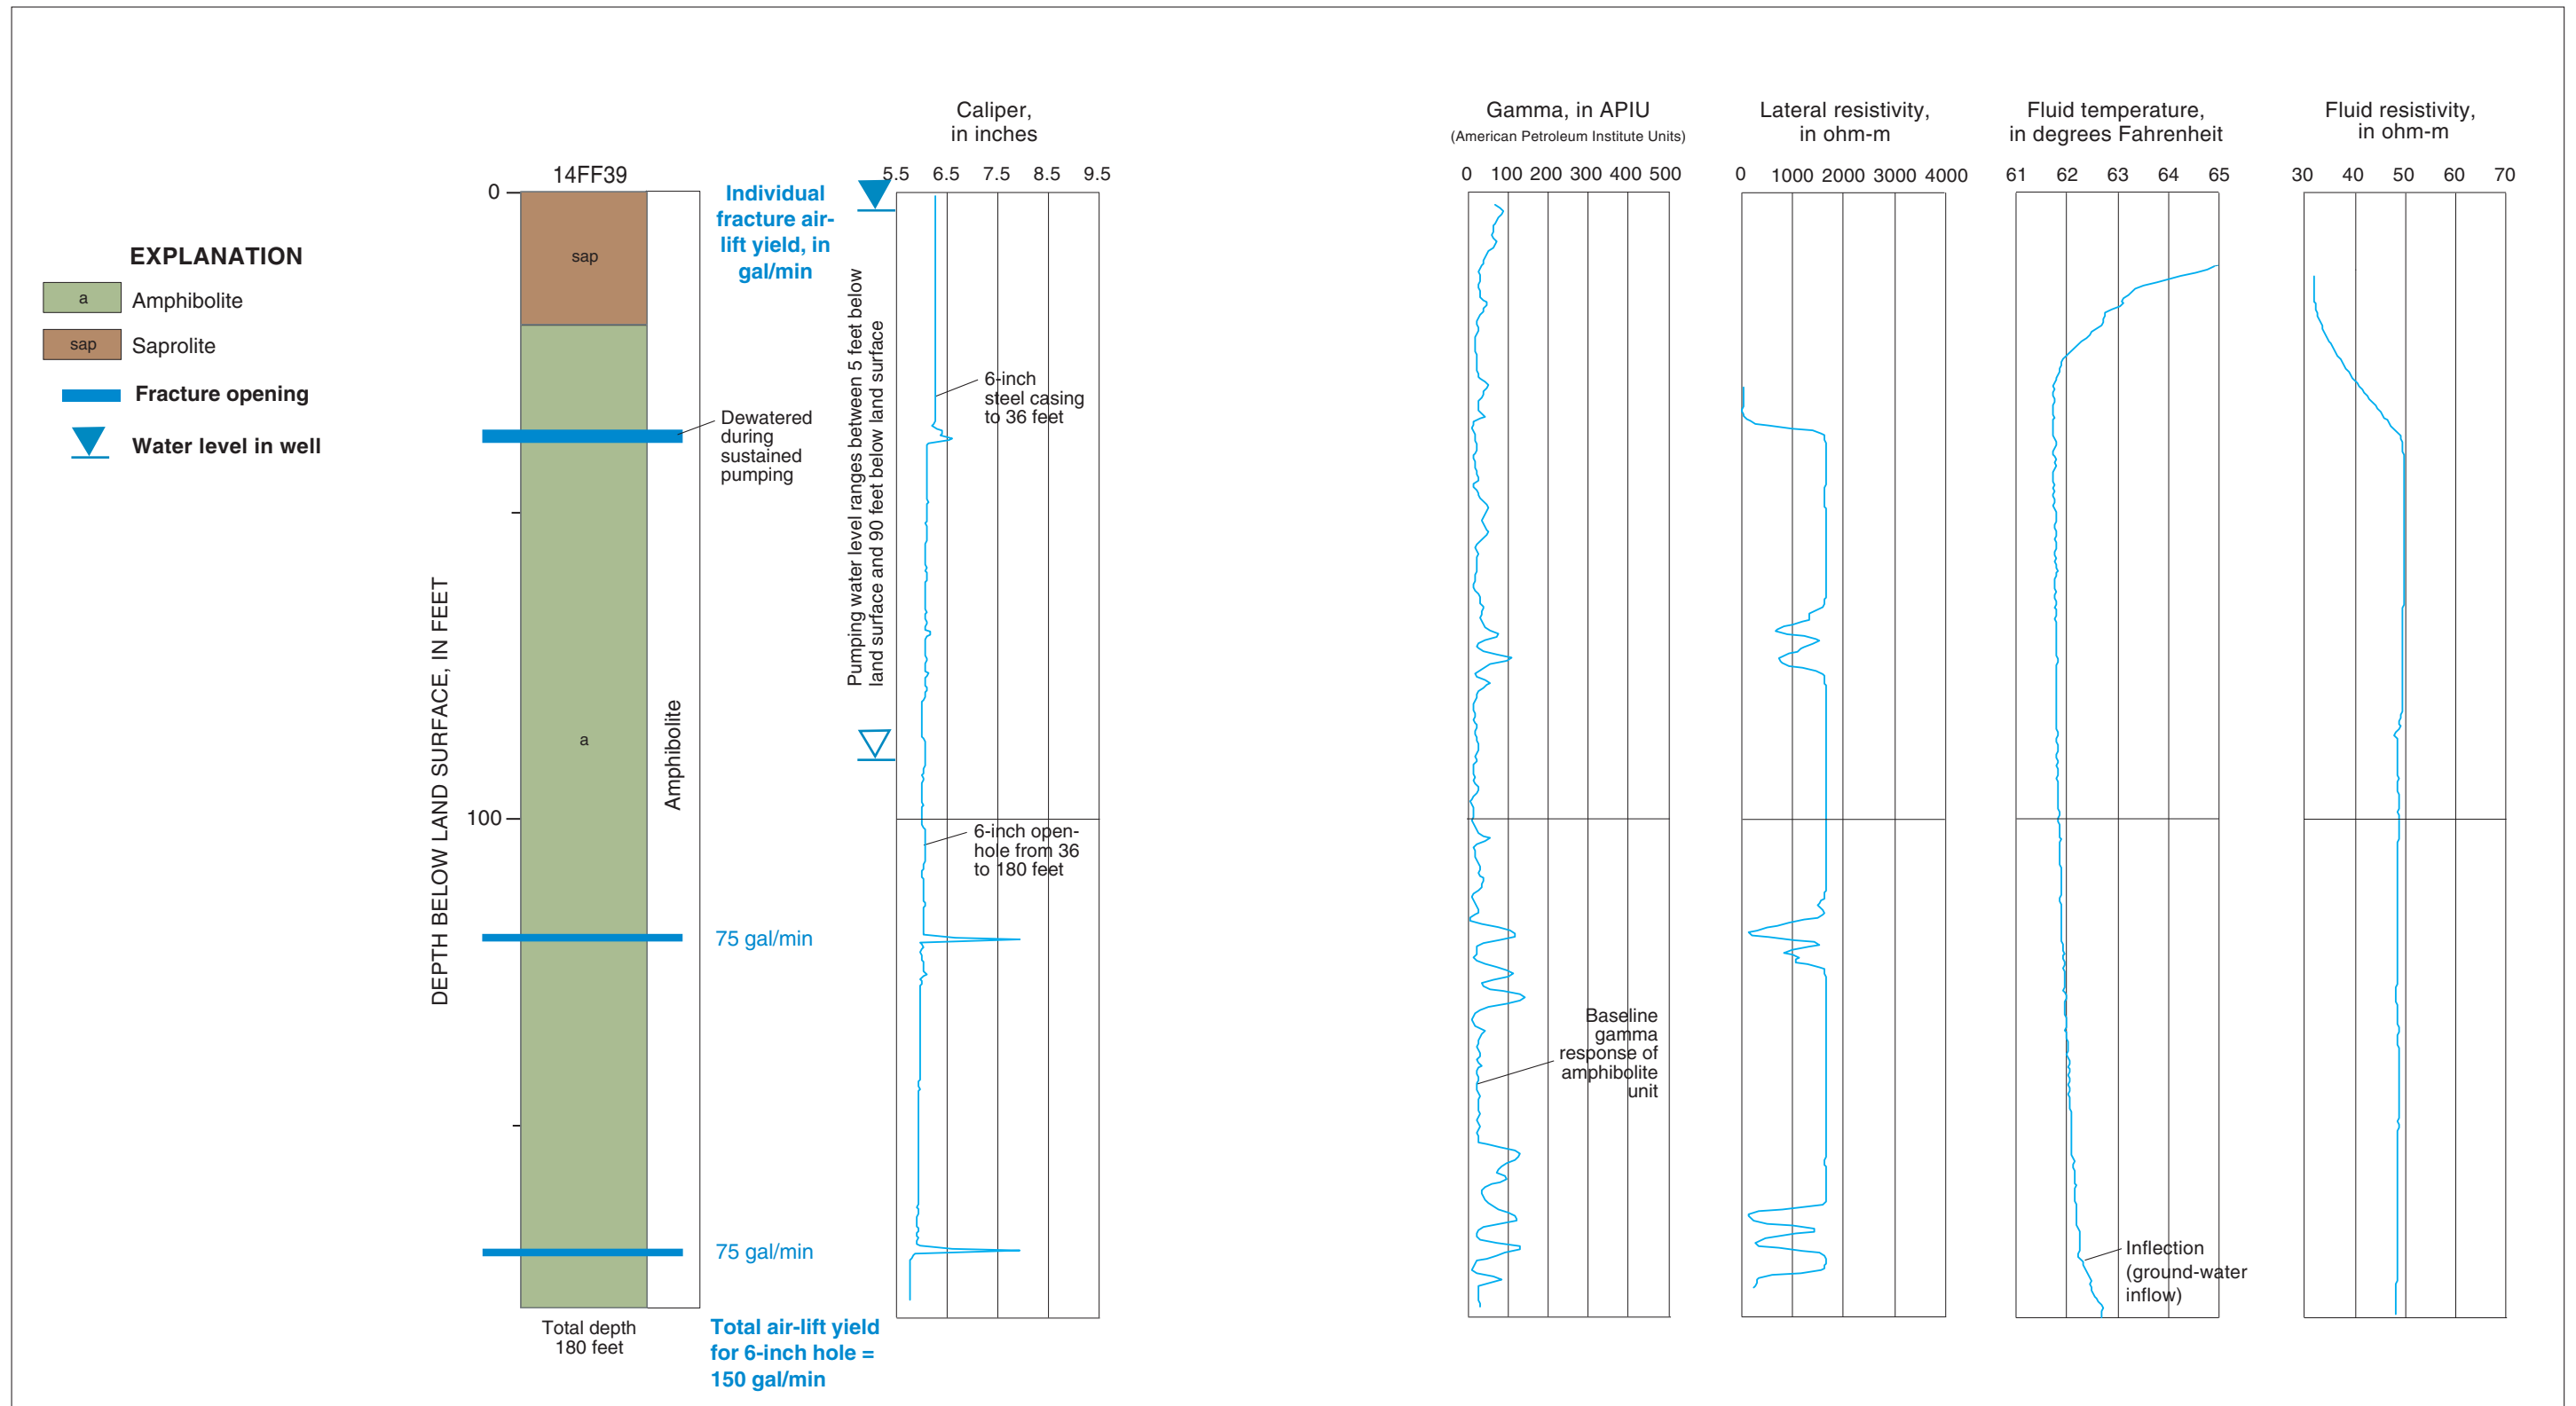 EXPLANATION
a
Amphibolite
sap
Saprolite
Fracture opening
Water level in well
DEPTH BELOW LAND SURFACE, IN FEET
0
100
14FF39
sap
a
Amphibolite
Total depth
180 feet
Individual
fracture air-
lift yield, in
gal/min
Dewatered
during
sustained
pumping
75 gal/min
75 gal/min
Total air-lift yield
for 6-inch hole =
150 gal/min
Pumping water level ranges between 5 feet below
land surface and 90 feet below land surface
Caliper,
in inches
5.5 6.5 7.5 8.5 9.5
6-inch
steel casing
to 36 feet
6-inch open-
hole from 36
to 180 feet
Gamma, in APIU
(American Petroleum Institute Units)
0 100 200 300 400 500
Baseline
gamma
response of
amphibolite
unit
Lateral resistivity,
in ohm-m
0 1000 2000 3000 4000
Fluid temperature,
in degrees Fahrenheit
61 62 63 64 65
Inflection
(ground-water
inflow)
Fluid resistivity,
in ohm-m
30 40 50 60 70